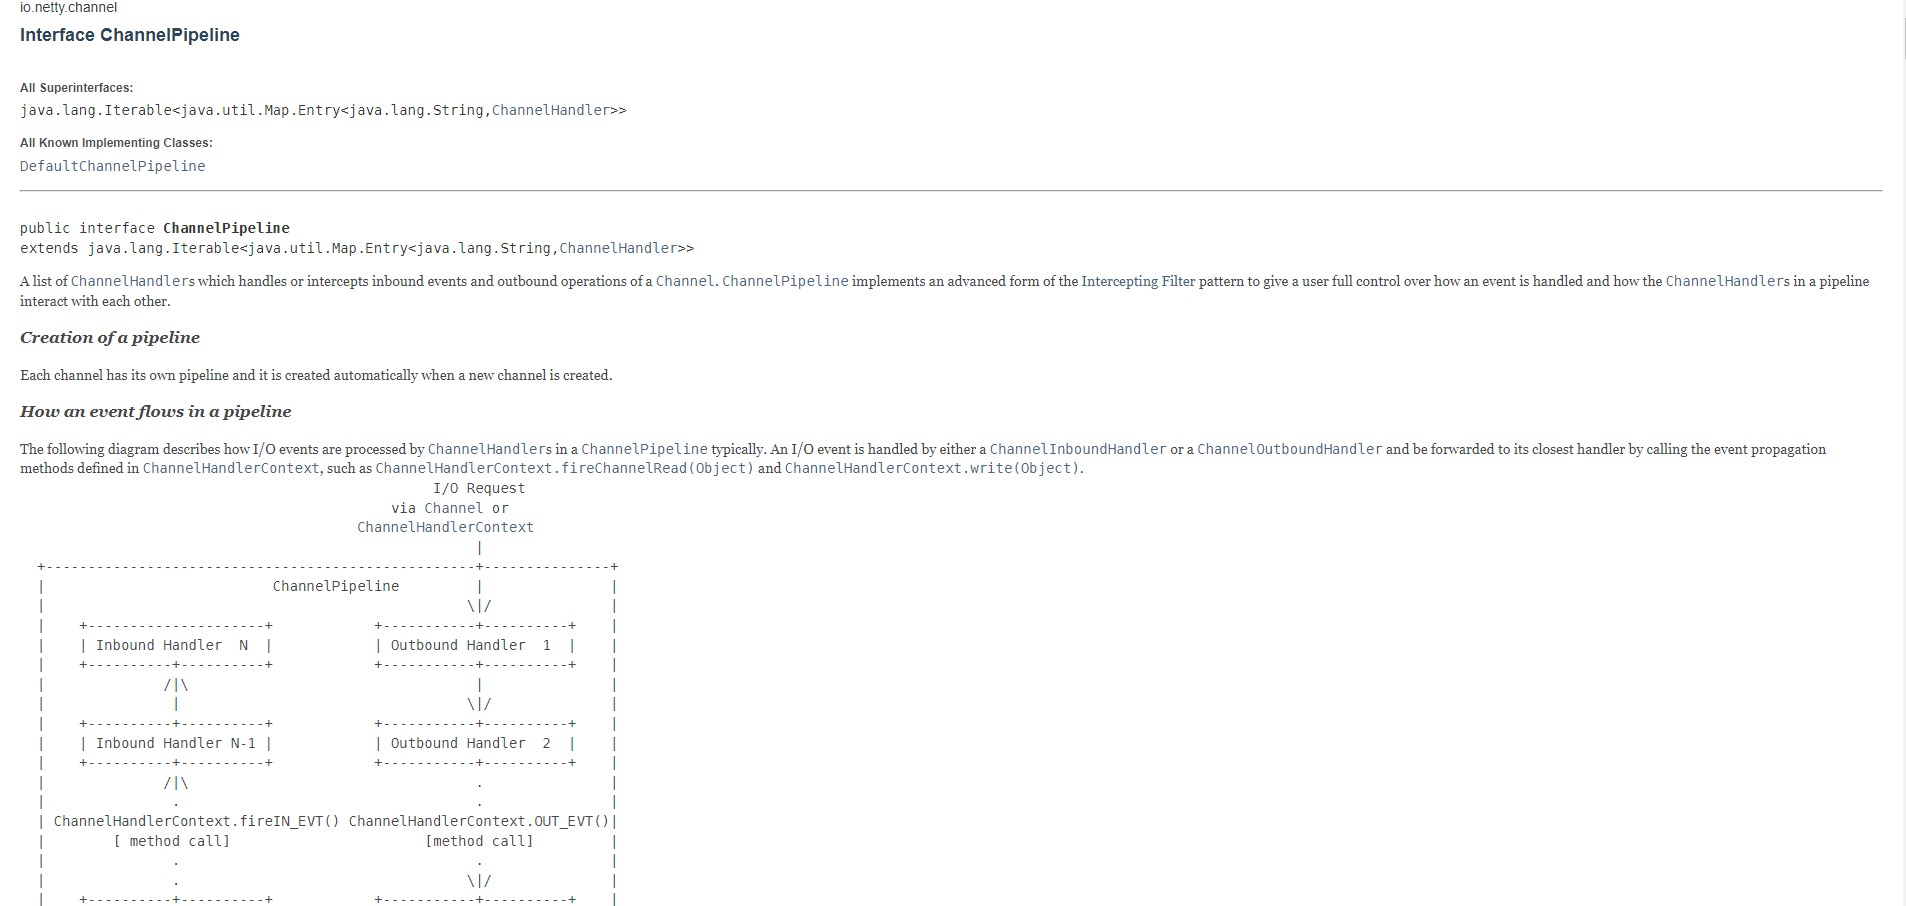 io.netty.channel
Interface ChannelPipeline
All Superinterfaces:
java.lang.Iterable<java.util.Map.Entry<java.lang.String,ChannelHandler>>
All Known Implementing Classes:
DefaultChannelPipeline
public interface ChannelPipeline
extends java.lang.Iterable<java.util.Map.Entry<java.lang.String,ChannelHandler>>
A list of ChannelHandlers which handles or intercepts inbound events and outbound operations of a Channel. ChannelPipeline implements an advanced form of the Intercepting Filter pattern to give a user full control over how an event is handled and how the ChannelHandlers in a pipeline
interact with each other.
Creation of a pipeline
Each channel has its own pipeline and it is created automatically when a new channel is created.
How an event flows in a pipeline
The following diagram describes how I/O events are processed by ChannelHandlers in a ChannelPipeline typically. An I/O event is handled by either a ChannelInboundHandler or a ChannelOutboundHandler and be forwarded to its closest handler by calling the event propagation
methods defined in ChannelHandlerContext, such as ChannelHandlerContext.fireChannelRead(Object) and ChannelHandlerContext.write(Object).
                                                 I/O Request
                                            via Channel or
                                        ChannelHandlerContext
                                                      |
  +---------------------------------------------------+---------------+
  |                           ChannelPipeline         |               |
  |                                                  \|/              |
  |    +---------------------+            +-----------+----------+    |
  |    | Inbound Handler  N  |            | Outbound Handler  1  |    |
  |    +----------+----------+            +-----------+----------+    |
  |              /|\                                  |               |
  |               |                                  \|/              |
  |    +----------+----------+            +-----------+----------+    |
  |    | Inbound Handler N-1 |            | Outbound Handler  2  |    |
  |    +----------+----------+            +-----------+----------+    |
  |              /|\                                  .               |
  |               .                                   .               |
  | ChannelHandlerContext.fireIN_EVT() ChannelHandlerContext.OUT_EVT()|
  |        [ method call]                       [method call]         |
  |               .                                   .               |
  |               .                                  \|/              |
  |    +----------+----------+            +-----------+----------+    |